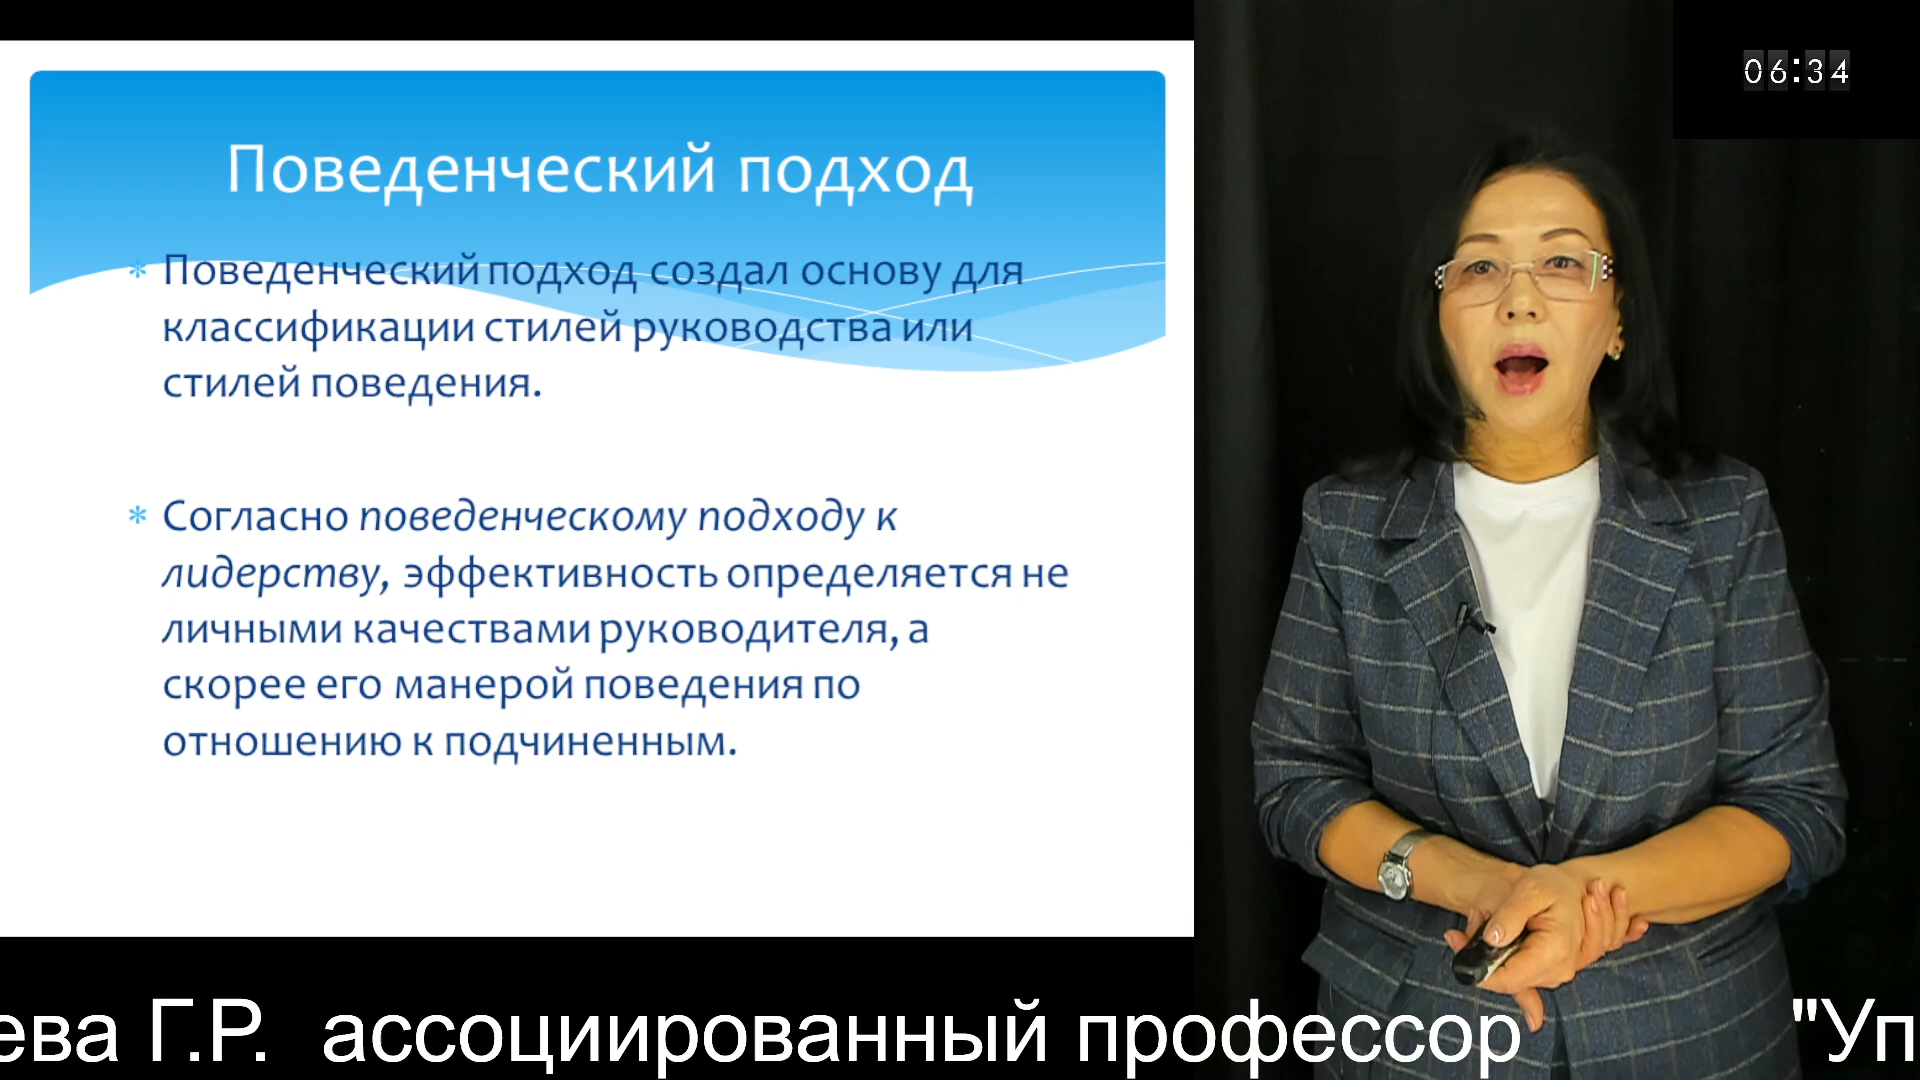 06:34
Поведенческий подход
* Поведенческий подход создал основу для
классификации стилей руководства или
стилей поведения.
* Согласно поведенческому подходу к
лидерству, эффективность определяется не
личными качествами руководителя, а
скорее его манерой поведения по
отношению к подчиненным.
ева Г.Р. ассоциированный профессор "Уп